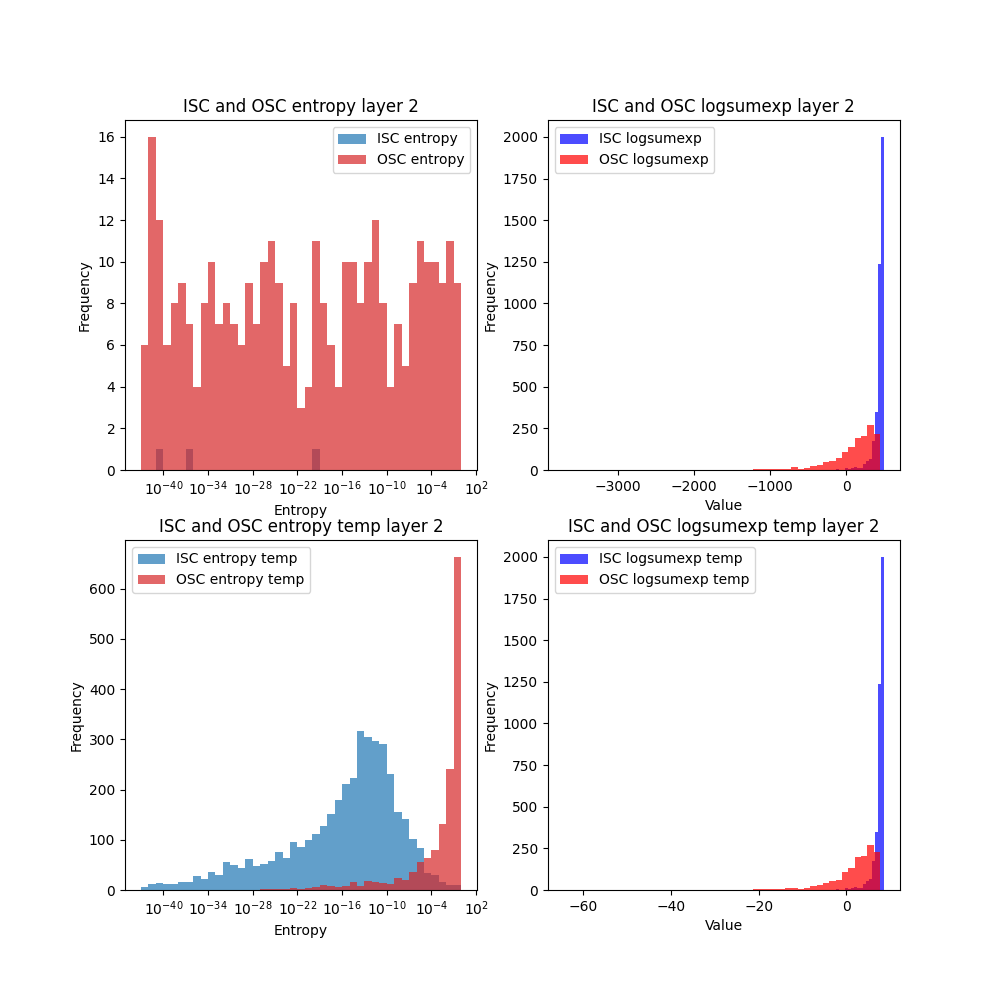 ISC and OSC entropy layer 2
ISC entropy
OSC entropy
16
14
12
10
8
6
4
2
0
Frequency
10⁻⁴⁰ 10⁻³⁴ 10⁻²⁸ 10⁻²² 10⁻¹⁶ 10⁻¹⁰ 10⁻⁴ 10²
Entropy
ISC and OSC logsumexp layer 2
ISC logsumexp
OSC logsumexp
2000
1750
1500
1250
1000
750
500
250
0
Frequency
−3000 −2000 −1000 0
Value
ISC and OSC entropy temp layer 2
ISC entropy temp
OSC entropy temp
600
500
400
300
200
100
0
Frequency
10⁻⁴⁰ 10⁻³⁴ 10⁻²⁸ 10⁻²² 10⁻¹⁶ 10⁻¹⁰ 10⁻⁴ 10²
Entropy
ISC and OSC logsumexp temp layer 2
ISC logsumexp temp
OSC logsumexp temp
2000
1750
1500
1250
1000
750
500
250
0
Frequency
−60 −40 −20 0
Value